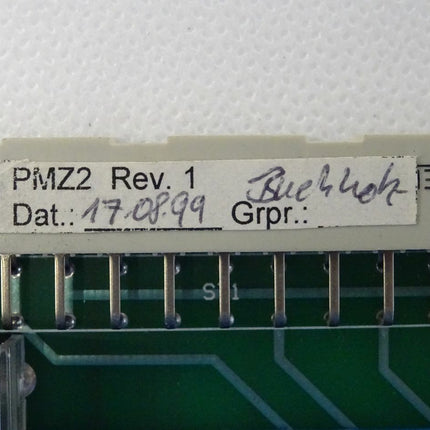 PMZ2 Rev. 1 Buchholz
Dat.: 17.08.99 Grpr.: